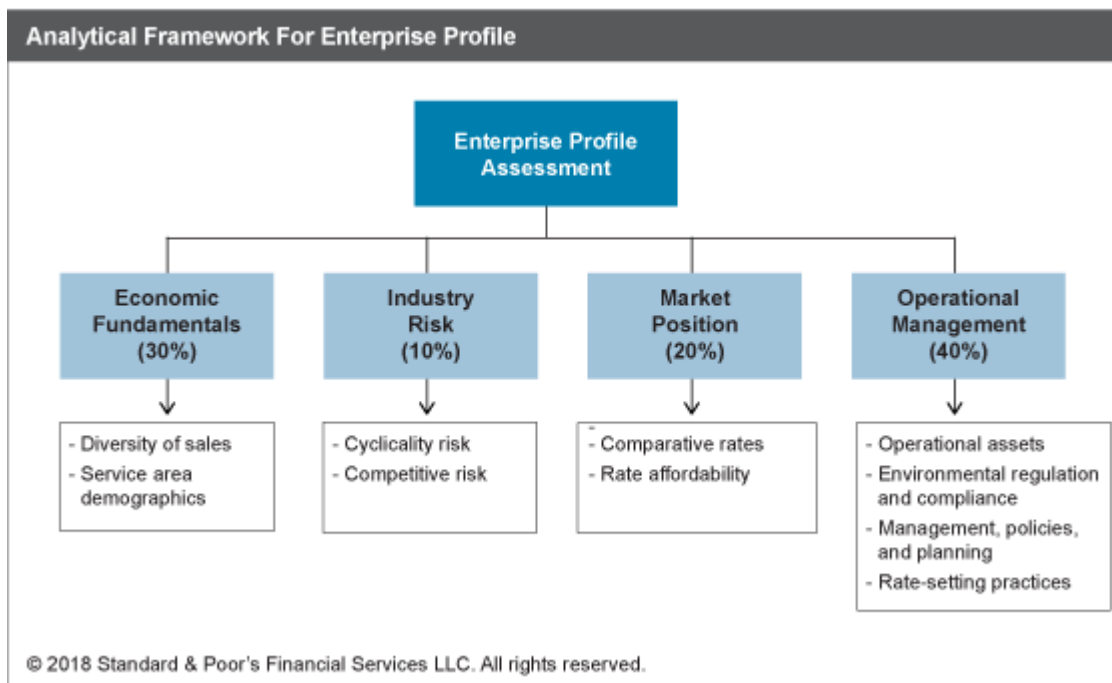 Analytical Framework For Enterprise Profile
Enterprise Profile
Assessment
Economic
Fundamentals
(30%)
Industry
Risk
(10%)
Market
Position
(20%)
Operational
Management
(40%)
- Diversity of sales
- Service area
demographics
- Cyclicality risk
- Competitive risk
-
- Comparative rates
- Rate affordability
- Operational assets
- Environmental regulation
and compliance
- Management, policies,
and planning
- Rate-setting practices
© 2018 Standard & Poor's Financial Services LLC. All rights reserved.